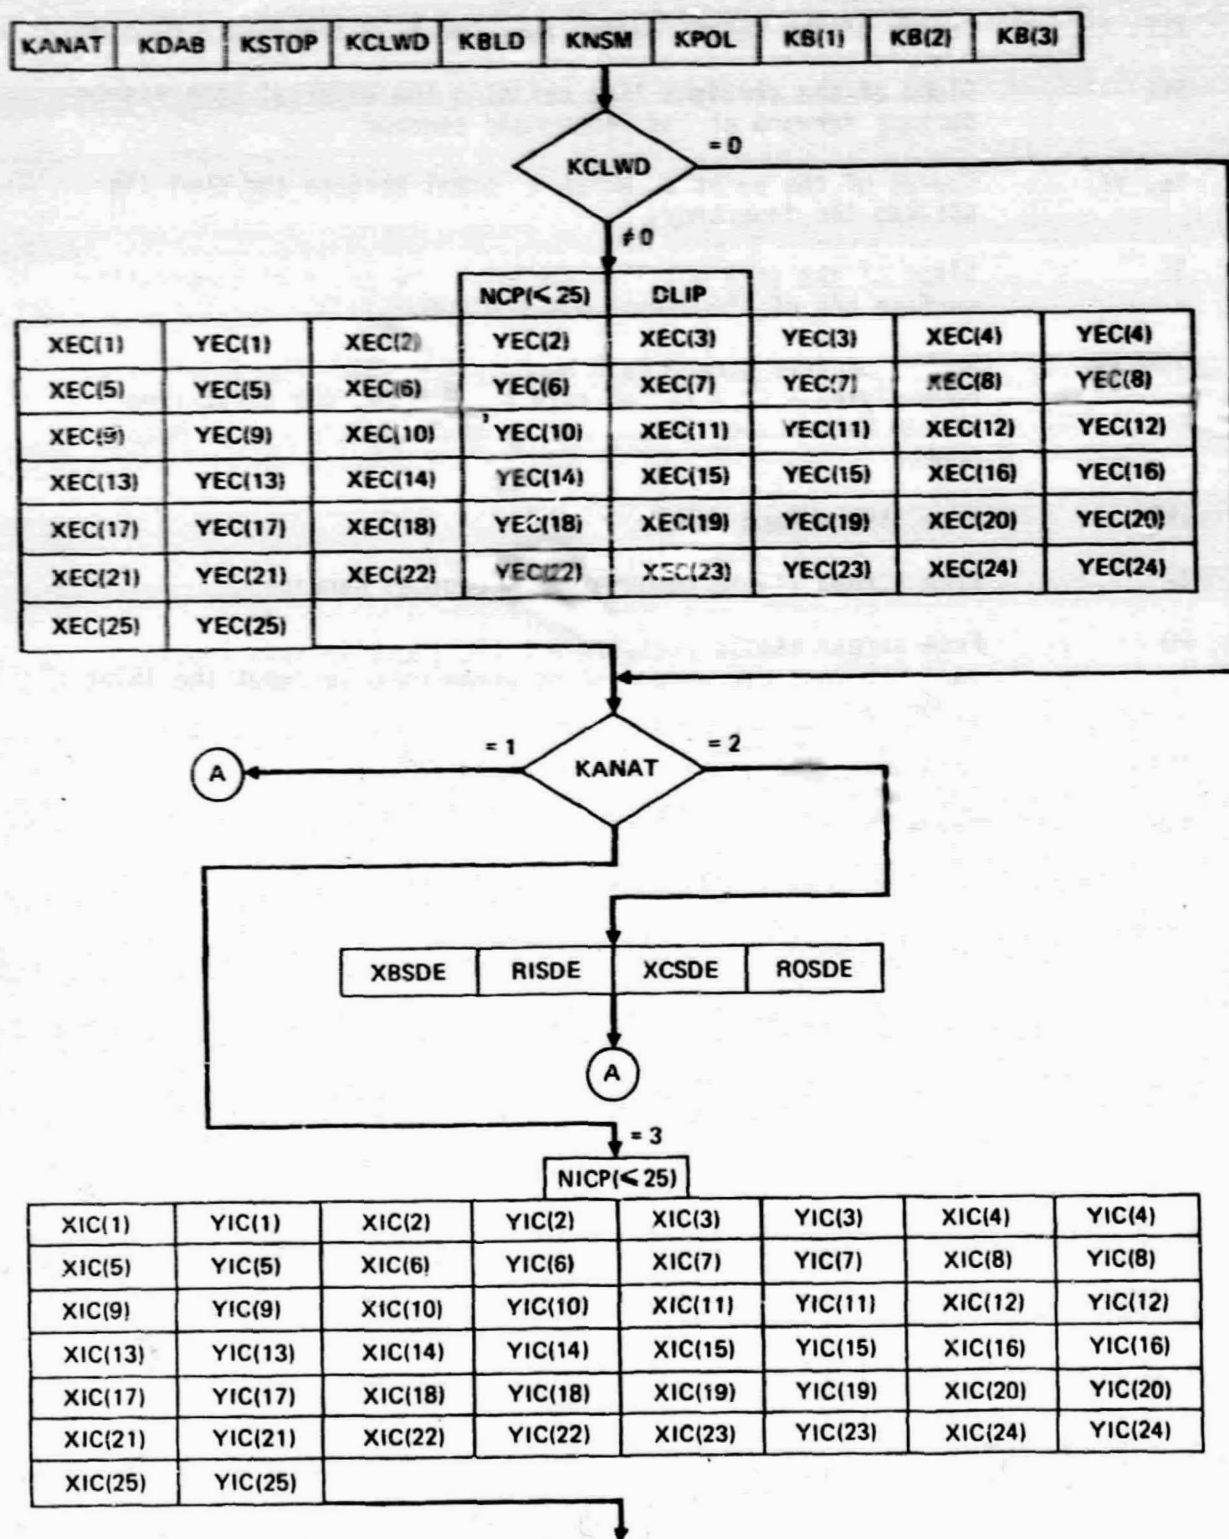 KANAT KDAB KSTOP KCLWD KBLD KNSM KPOL KB(1) KB(2) KB(3)
KCLWD
= 0
≠0
NCP(≤ 25) DLIP
XEC(1) YEC(1) XEC(2) YEC(2) XEC(3) YEC(3) XEC(4) YEC(4)
XEC(5) YEC(5) XEC(6) YEC(6) XEC(7) YEC(7) XEC(8) YEC(8)
XEC(9) YEC(9) XEC(10) YEC(10) XEC(11) YEC(11) XEC(12) YEC(12)
XEC(13) YEC(13) XEC(14) YEC(14) XEC(15) YEC(15) XEC(16) YEC(16)
XEC(17) YEC(17) XEC(18) YEC(18) XEC(19) YEC(19) XEC(20) YEC(20)
XEC(21) YEC(21) XEC(22) YEC(22) XEC(23) YEC(23) XEC(24) YEC(24)
XEC(25) YEC(25)
= 1
= 2
A
KANAT
XBSDE RISDE XCSDE ROSDE
A
= 3
NICP(≤ 25)
XIC(1) YIC(1) XIC(2) YIC(2) XIC(3) YIC(3) XIC(4) YIC(4)
XIC(5) YIC(5) XIC(6) YIC(6) XIC(7) YIC(7) XIC(8) YIC(8)
XIC(9) YIC(9) XIC(10) YIC(10) XIC(11) YIC(11) XIC(12) YIC(12)
XIC(13) YIC(13) XIC(14) YIC(14) XIC(15) YIC(15) XIC(16) YIC(16)
XIC(17) YIC(17) XIC(18) YIC(18) XIC(19) YIC(19) XIC(20) YIC(20)
XIC(21) YIC(21) XIC(22) YIC(22) XIC(23) YIC(23) XIC(24) YIC(24)
XIC(25) YIC(25)